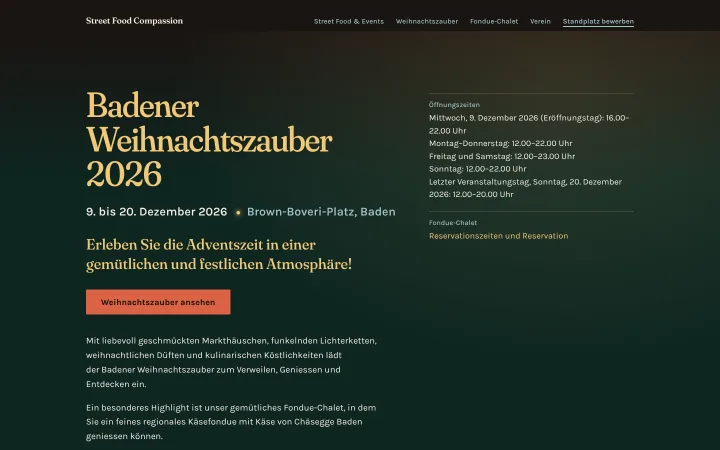 Street Food Compassion
Street Food & Events
Weihnachtszauber
Fondue-Chalet
Verein
Standplatz bewerben
Badener
Weihnachtszauber
2026
9. bis 20. Dezember 2026 • Brown-Boveri-Platz, Baden
Erleben Sie die Adventszeit in einer
gemütlichen und festlichen Atmosphäre!
Weihnachtszauber ansehen
Mit liebevoll geschmückten Markthäuschen, funkelnden Lichterketten,
weihnachtlichen Düften und kulinarischen Köstlichkeiten lädt
der Badener Weihnachtszauber zum Verweilen, Geniessen und
Entdecken ein.
Ein besonderes Highlight ist unser gemütliches Fondue-Chalet, in dem
Sie ein feines regionales Käsefondue mit Käse von Chäsegge Baden
geniessen können.
Öffnungszeiten
Mittwoch, 9. Dezember 2026 (Eröffnungstag): 16.00–
22.00 Uhr
Montag–Donnerstag: 12.00–22.00 Uhr
Freitag und Samstag: 12.00–23.00 Uhr
Sonntag: 12.00–22.00 Uhr
Letzter Veranstaltungstag, Sonntag, 20. Dezember
2026: 12.00–20.00 Uhr
Fondue-Chalet
Reservationszeiten und Reservation